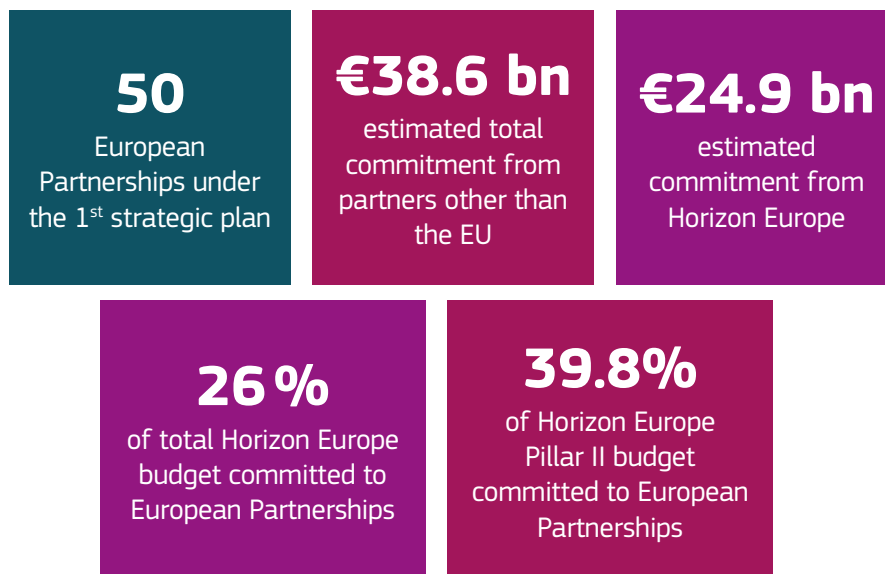 50
European
Partnerships under
the 1st strategic plan
€38.6 bn
estimated total
commitment from
partners other than
the EU
€24.9 bn
estimated
commitment from
Horizon Europe
26 %
of total Horizon Europe
budget committed to
European Partnerships
39.8%
of Horizon Europe
Pillar II budget
committed to European
Partnerships